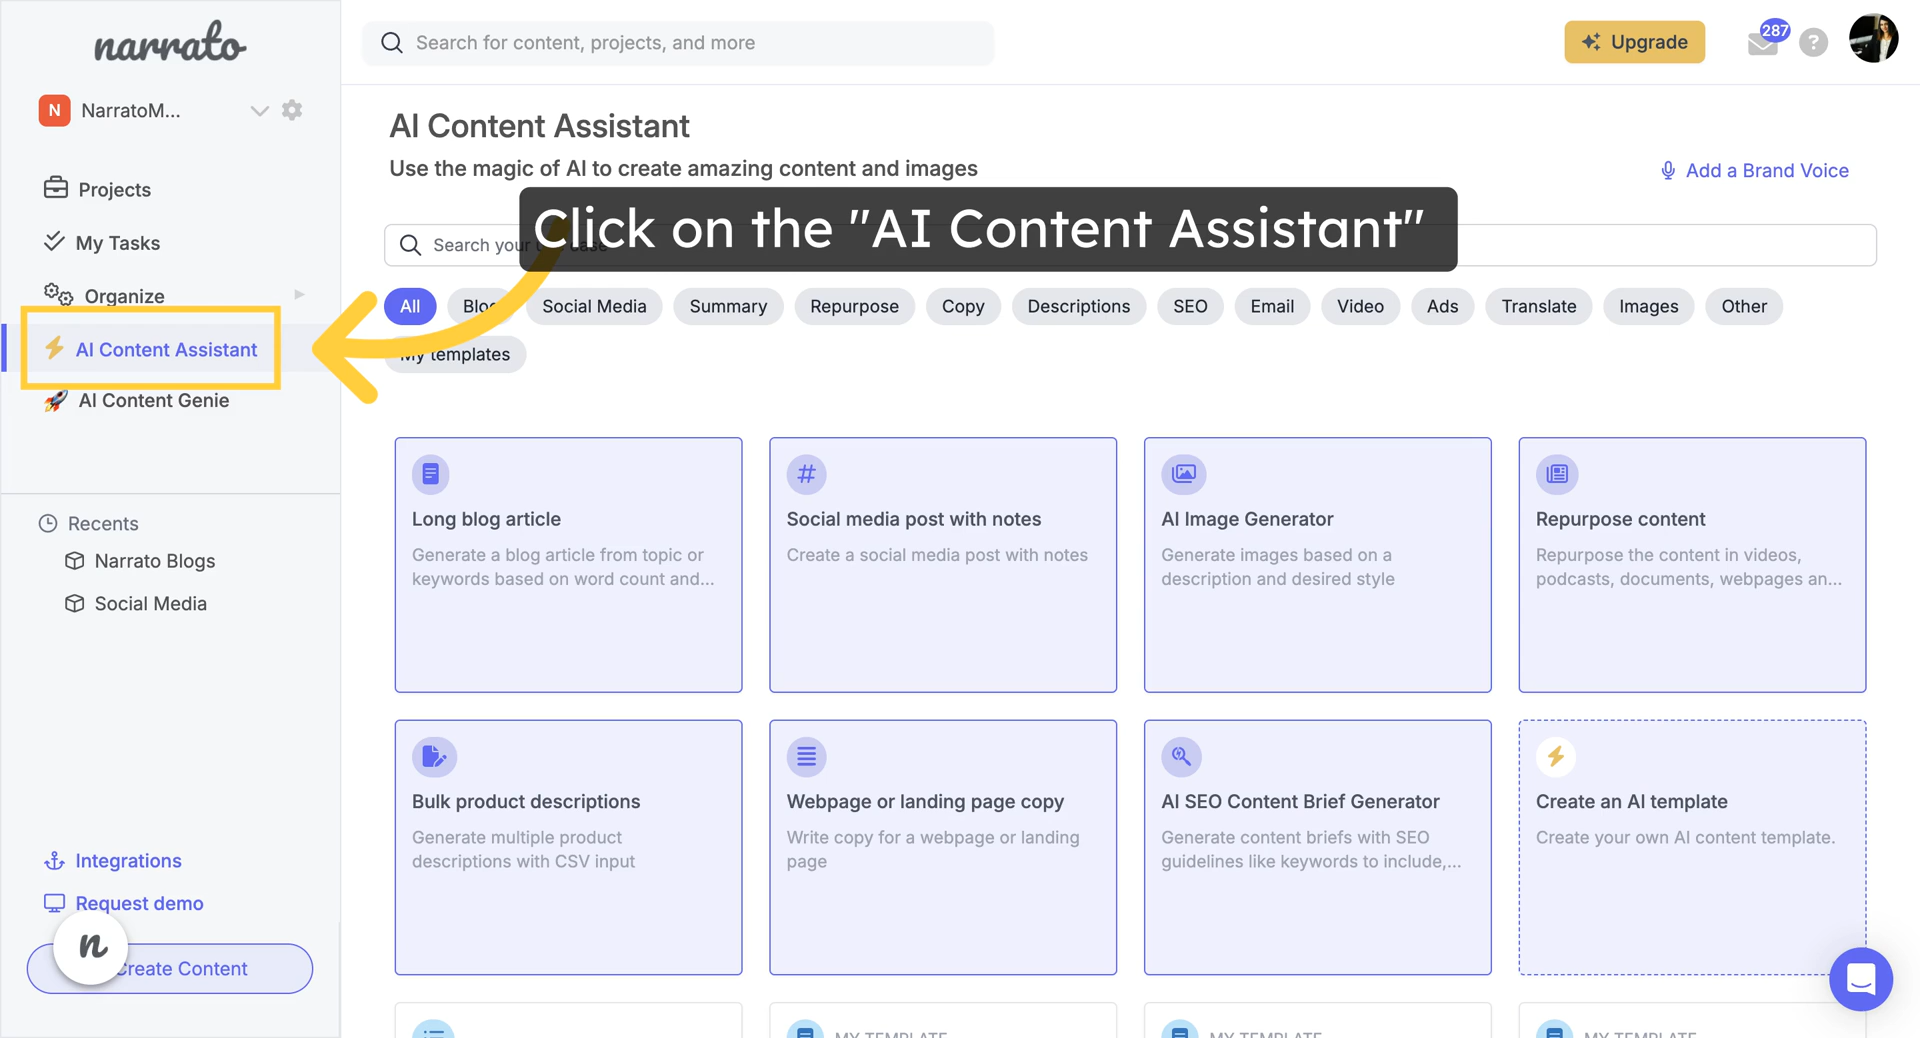 narrato
Search for content, projects, and more
Upgrade
287
?
N NarratoM...
Projects
My Tasks
Organize
AI Content Assistant
AI Content Genie
Recents
Narrato Blogs
Social Media
Integrations
Request demo
n
Create Content
AI Content Assistant
Use the magic of AI to create amazing content and images
Add a Brand Voice
Click on the "AI Content Assistant"
Search your use case
All Blog Social Media Summary Repurpose Copy Descriptions SEO Email Video Ads Translate Images Other
My templates
Long blog article
Generate a blog article from topic or
keywords based on word count and...
Social media post with notes
Create a social media post with notes
AI Image Generator
Generate images based on a
description and desired style
Repurpose content
Repurpose the content in videos,
podcasts, documents, webpages an...
Bulk product descriptions
Generate multiple product
descriptions with CSV input
Webpage or landing page copy
Write copy for a webpage or landing
page
AI SEO Content Brief Generator
Generate content briefs with SEO
guidelines like keywords to include,...
Create an AI template
Create your own AI content template.
MY TEMPLATE
MY TEMPLATE
MY TEMPLATE